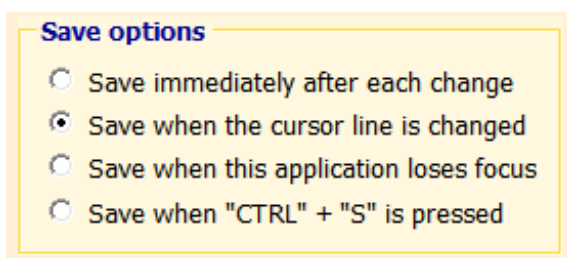 Save options
Save immediately after each change
Save when the cursor line is changed
Save when this application loses focus
Save when "CTRL" + "S" is pressed